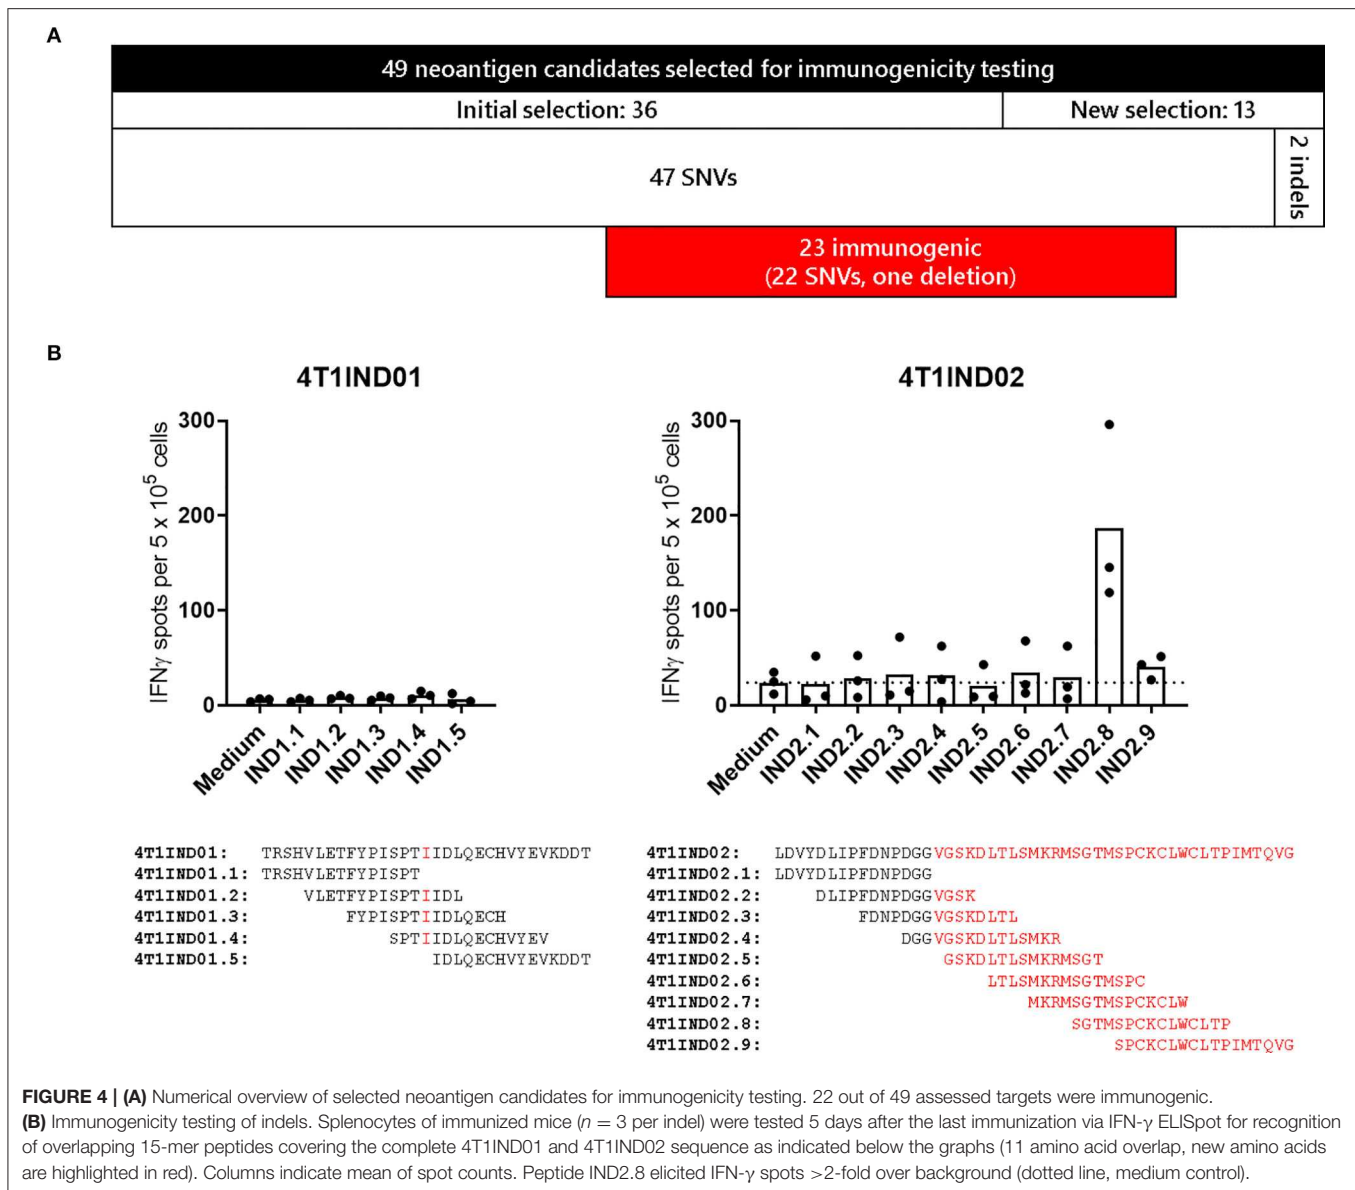 A
49 neoantigen candidates selected for immunogenicity testing
Initial selection: 36
New selection: 13
47 SNVs
2 indels
23 immunogenic
(22 SNVs, one deletion)
B
4T1IND01
IFNγ spots per 5 x 10⁵ cells
300
200
100
0
Medium
IND1.1
IND1.2
IND1.3
IND1.4
IND1.5
4T1IND02
IFNγ spots per 5 x 10⁵ cells
300
200
100
0
Medium
IND2.1
IND2.2
IND2.3
IND2.4
IND2.5
IND2.6
IND2.7
IND2.8
IND2.9
4T1IND01: TRSHVLETFYPISPTIIDLQECHVYEVKDDT
4T1IND01.1: TRSHVLETFYPISPT
4T1IND01.2: VLETFYPISPTIIDL
4T1IND01.3: FYPISPTIIDLQECH
4T1IND01.4: SPTIIDLQECHVYEV
4T1IND01.5: IDLQECHVYEVKDDT
4T1IND02: LDVYDLIPFDNPDGGVGSKDLTLSMKRMSGTMSPCKCLWCLTPIMTQVG
4T1IND02.1: LDVYDLIPFDNPDGG
4T1IND02.2: DLIPFDNPDGGVGSK
4T1IND02.3: FDNPDGGVGSKDLTL
4T1IND02.4: DGGVGSKDLTLSMKR
4T1IND02.5: GSKDLTLSMKRMSGT
4T1IND02.6: LTLSMKRMSGTMSPC
4T1IND02.7: MKRMSGTMSPCKCLW
4T1IND02.8: SGTMSPCKCLWCLTP
4T1IND02.9: SPCKCLWCLTPIMTQVG
FIGURE 4 | (A) Numerical overview of selected neoantigen candidates for immunogenicity testing. 22 out of 49 assessed targets were immunogenic.
(B) Immunogenicity testing of indels. Splenocytes of immunized mice (n = 3 per indel) were tested 5 days after the last immunization via IFN-γ ELISpot for recognition
of overlapping 15-mer peptides covering the complete 4T1IND01 and 4T1IND02 sequence as indicated below the graphs (11 amino acid overlap, new amino acids
are highlighted in red). Columns indicate mean of spot counts. Peptide IND2.8 elicited IFN-γ spots >2-fold over background (dotted line, medium control).